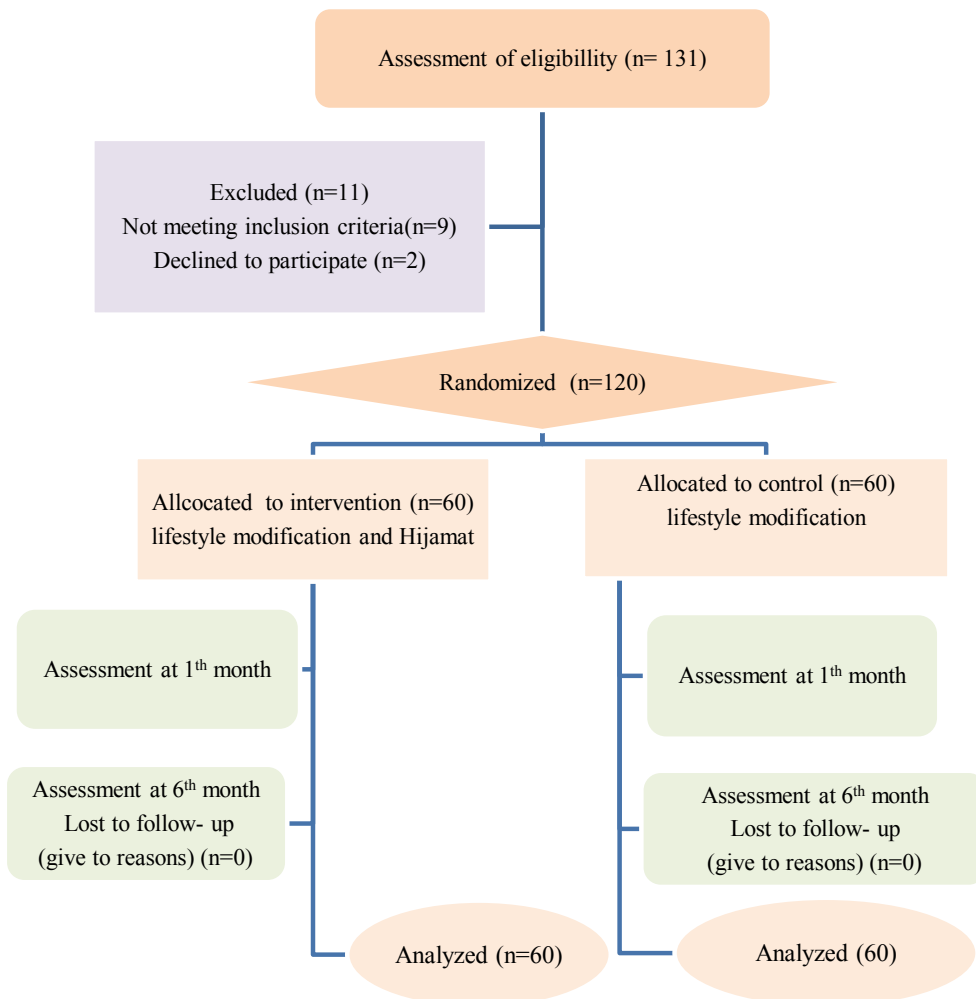 Assessment of eligibillity (n= 131)
Excluded (n=11)
Not meeting inclusion criteria(n=9)
Declined to participate (n=2)
Randomized (n=120)
Allcocated to intervention (n=60)
lifestyle modification and Hijamat
Allocated to control (n=60)
lifestyle modification
Assessment at 1th month
Assessment at 1th month
Assessment at 6th month
Lost to follow- up
(give to reasons) (n=0)
Assessment at 6th month
Lost to follow- up
(give to reasons) (n=0)
Analyzed (n=60)
Analyzed (60)